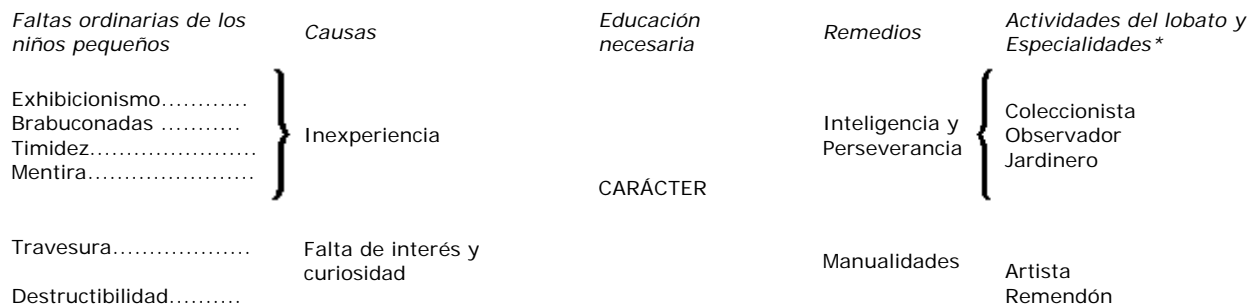 Faltas ordinarias de los niños pequeños
Causas
Educación necesaria
Remedios
Actividades del lobato y Especialidades*
Exhibicionismo............
Brabuconadas ...........
Timidez.......................
Mentira.......................
Inexperiencia
CARÁCTER
Inteligencia y
Perseverancia
Coleccionista
Observador
Jardinero
Travesura...................
Falta de interés y
curiosidad
Manualidades
Artista
Remendón
Destructibilidad..........